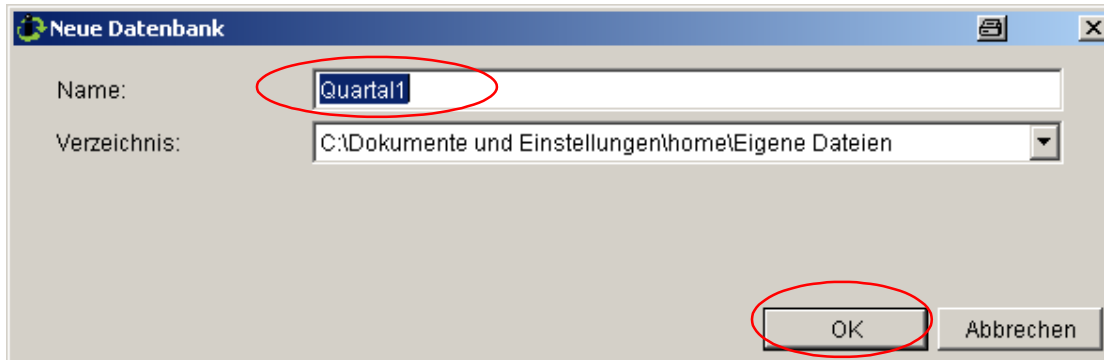 Neue Datenbank
Name: Quartal1
Verzeichnis: C:\Dokumente und Einstellungen\home\Eigene Dateien
OK Abbrechen